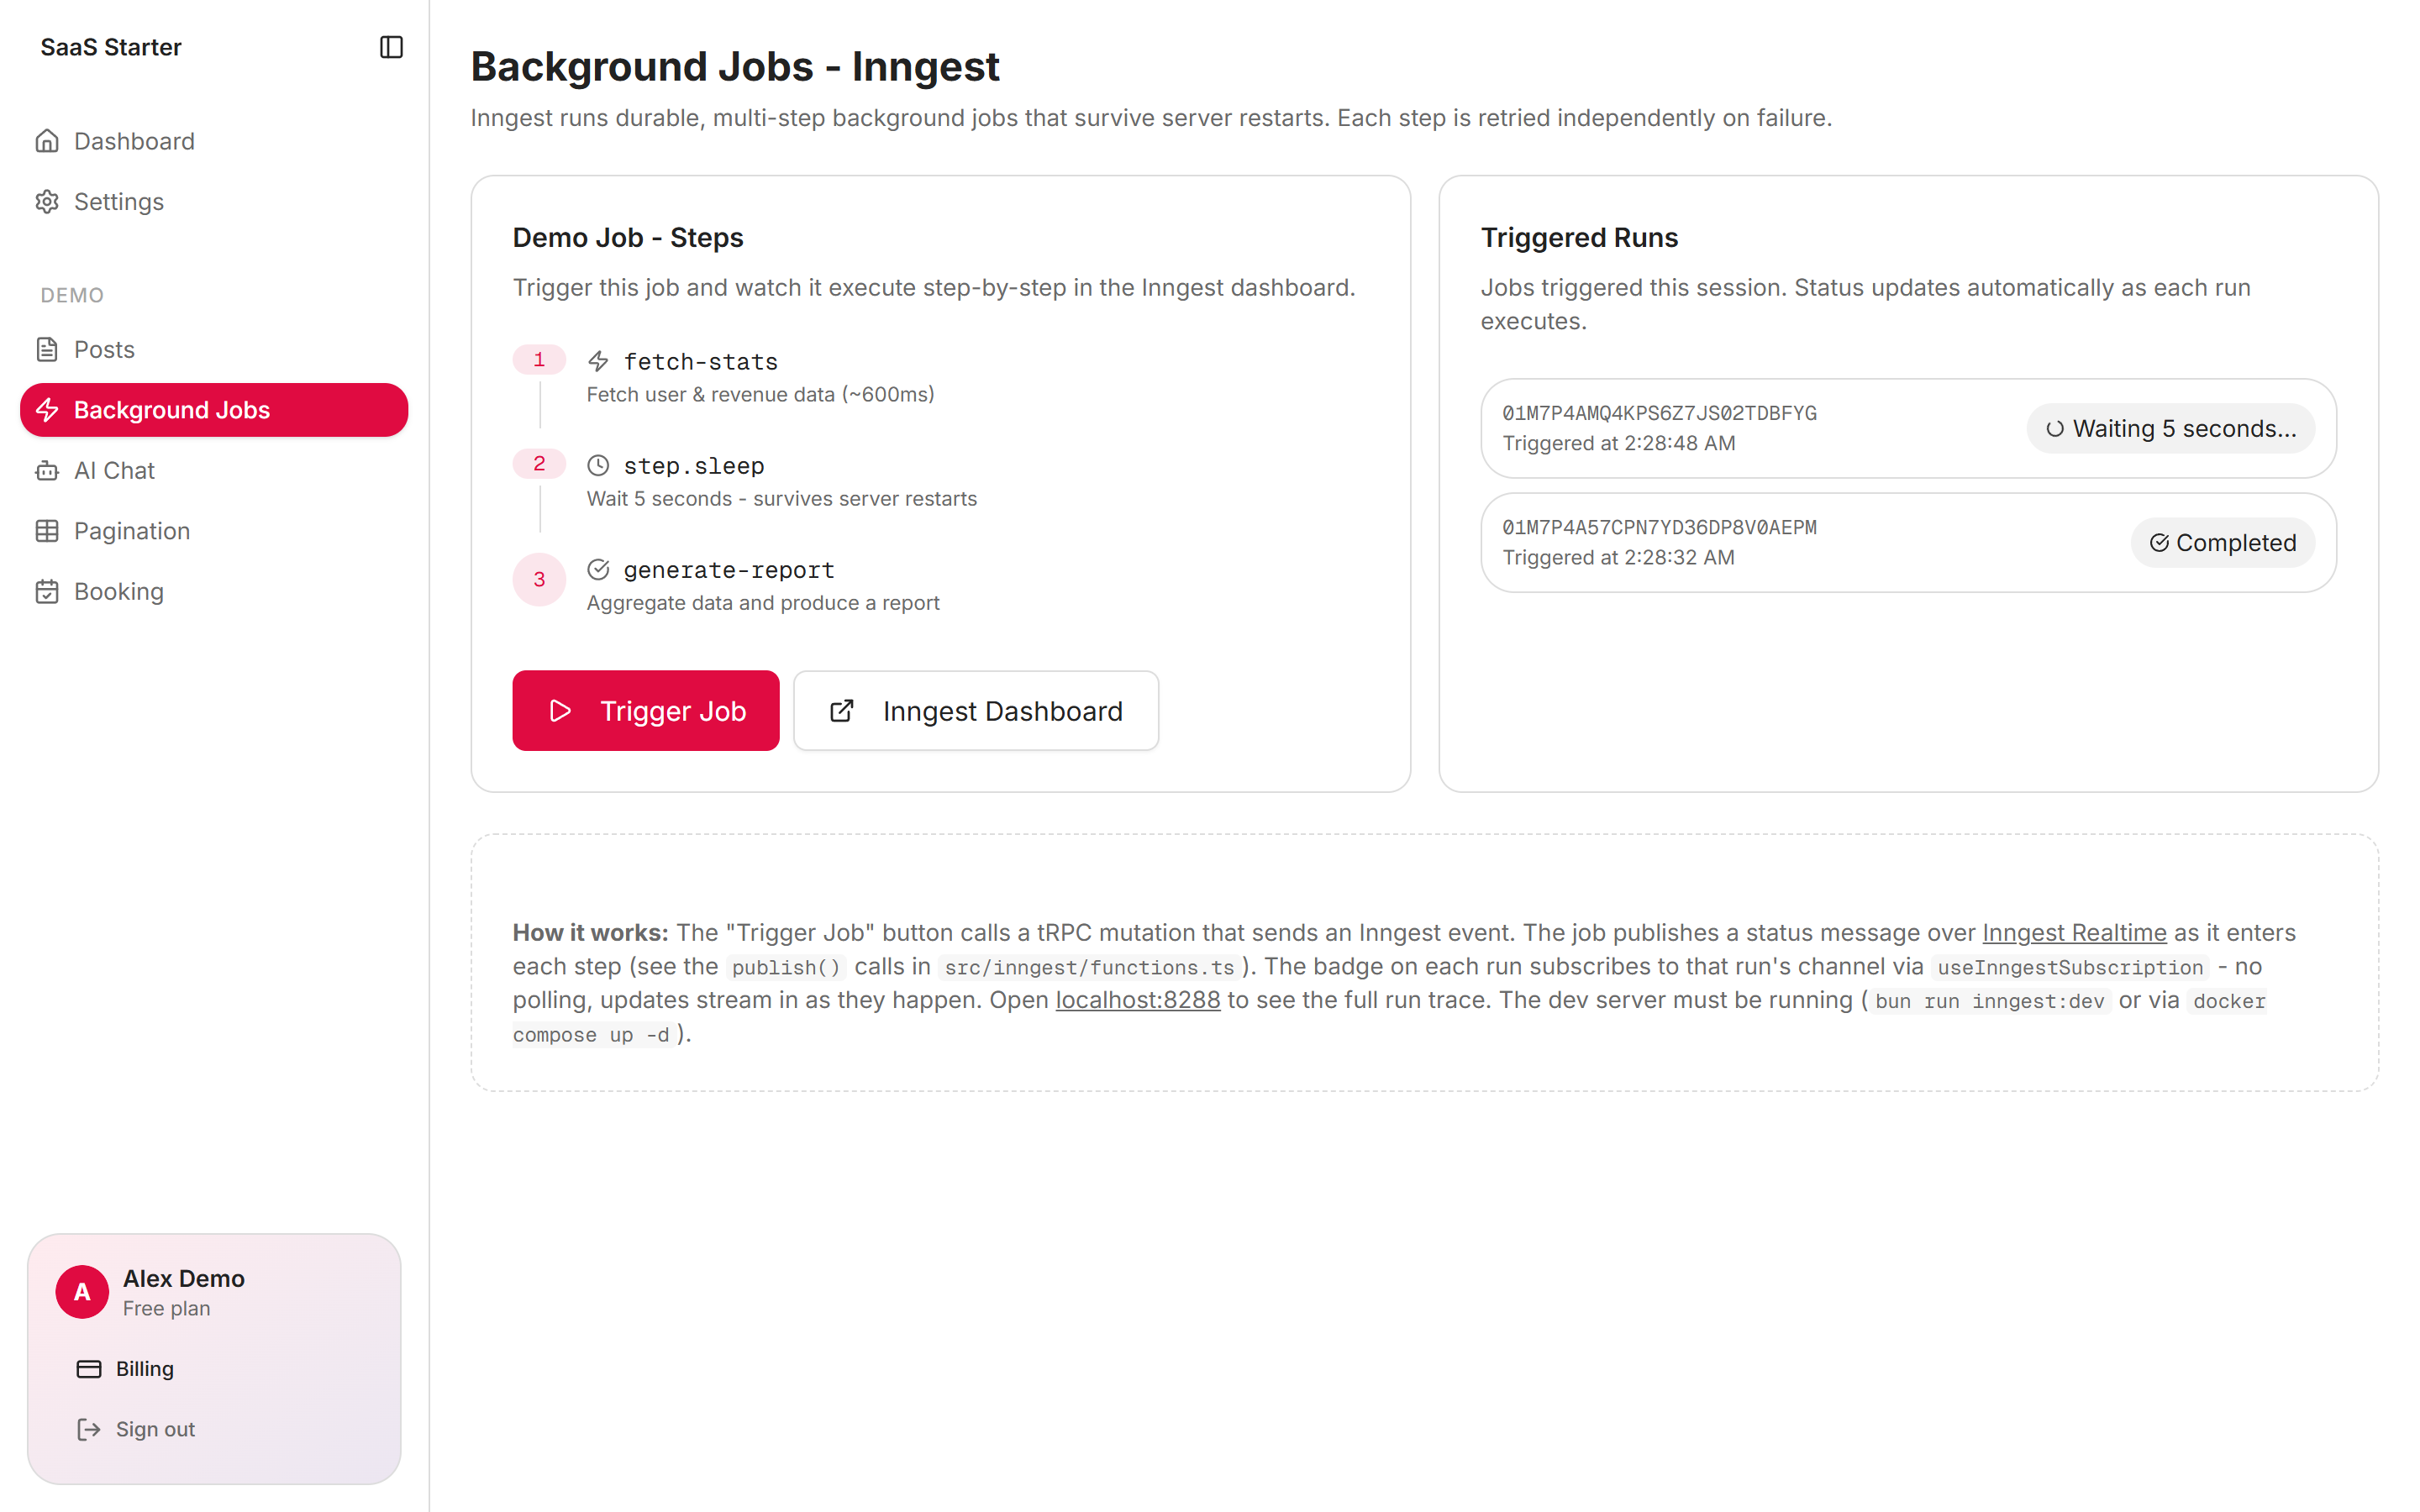 SaaS Starter
Dashboard
Settings
DEMO
Posts
Background Jobs
AI Chat
Pagination
Booking
A
Alex Demo
Free plan
Billing
Sign out
Background Jobs - Inngest
Inngest runs durable, multi-step background jobs that survive server restarts. Each step is retried independently on failure.
Demo Job - Steps
Trigger this job and watch it execute step-by-step in the Inngest dashboard.
1
fetch-stats
Fetch user & revenue data (~600ms)
2
step.sleep
Wait 5 seconds - survives server restarts
3
generate-report
Aggregate data and produce a report
Trigger Job
Inngest Dashboard
Triggered Runs
Jobs triggered this session. Status updates automatically as each run
executes.
01M7P4AMQ4KPS6Z7JS02TDBFYG
Triggered at 2:28:48 AM
Waiting 5 seconds...
01M7P4A57CPN7YD36DP8V0AEPM
Triggered at 2:28:32 AM
Completed
How it works: The "Trigger Job" button calls a tRPC mutation that sends an Inngest event. The job publishes a status message over Inngest Realtime as it enters
each step (see the publish() calls in src/inngest/functions.ts). The badge on each run subscribes to that run's channel via useInngestSubscription - no
polling, updates stream in as they happen. Open localhost:8288 to see the full run trace. The dev server must be running (bun run inngest:dev or via docker
compose up -d).